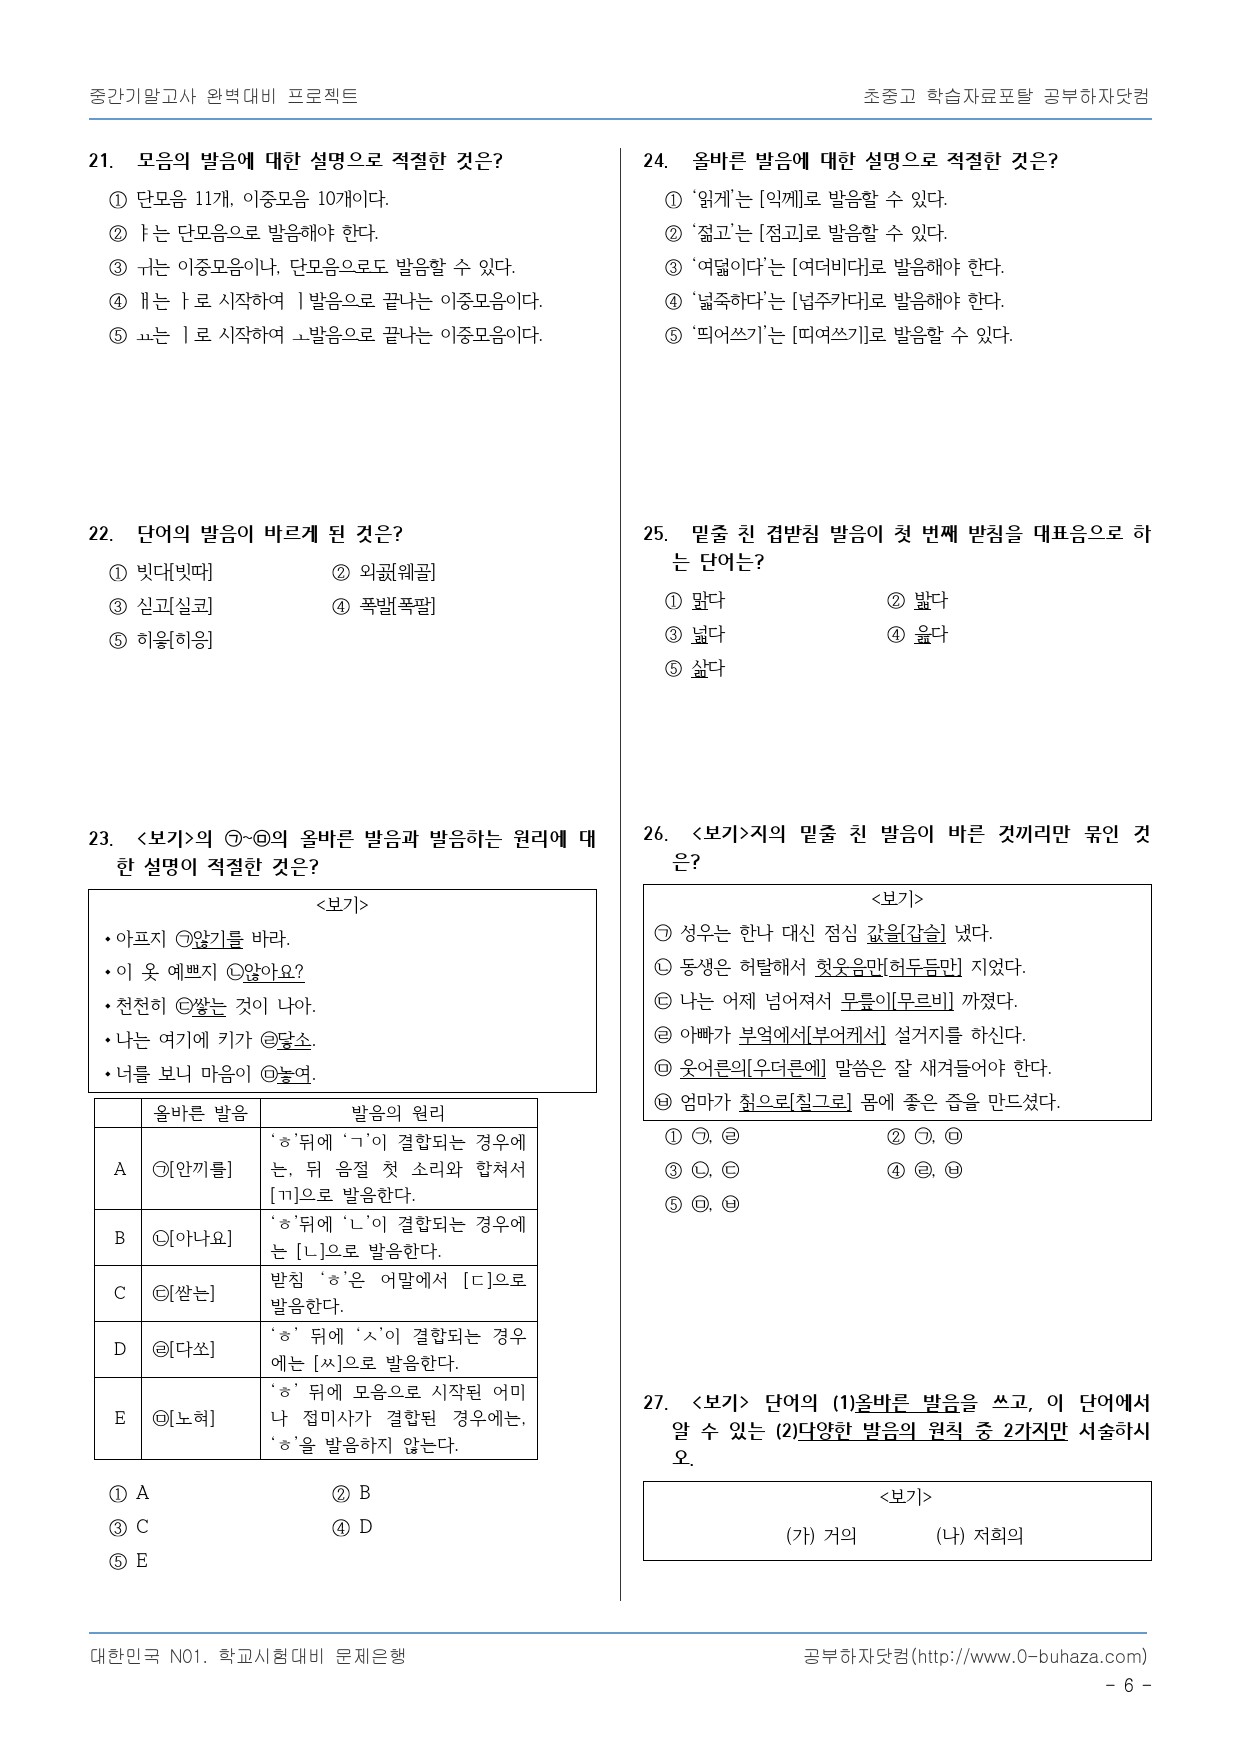 중간기말고사 완벽대비 프로젝트
초중고 학습자료포탈 공부하자닷컴
21. 모음의 발음에 대한 설명으로 적절한 것은?
① 단모음 11개, 이중모음 10개이다.
② ㅑ는 단모음으로 발음해야 한다.
③ ㅟ는 이중모음이나, 단모음으로도 발음할 수 있다.
④ ㅐ는 ㅏ로 시작하여 ㅣ발음으로 끝나는 이중모음이다.
⑤ ㅛ는 ㅣ로 시작하여 ㅗ발음으로 끝나는 이중모음이다.
22. 단어의 발음이 바르게 된 것은?
① 빗다[빗따]
② 외곬[웨골]
③ 싣고[실코]
④ 폭발[폭팔]
⑤ 히읗[히응]
23. <보기>의 ㉠~㉤의 올바른 발음과 발음하는 원리에 대
한 설명이 적절한 것은?
<보기>
• 아프지 ㉠않기를 바라.
• 이 옷 예쁘지 ㉡않아요?
• 천천히 ㉢쌓는 것이 나아.
• 나는 여기에 키가 ㉣닿소.
• 너를 보니 마음이 ㉤놓여.
올바른 발음 발음의 원리
A ㉠[안끼를] ‘ㅎ’뒤에 ‘ㄱ’이 결합되는 경우에
는, 뒤 음절 첫 소리와 합쳐서
[ㄲ]으로 발음한다.
B ㉡[아나요] ‘ㅎ’뒤에 ‘ㄴ’이 결합되는 경우에
는 [ㄴ]으로 발음한다.
C ㉢[싿는] 받침 ‘ㅎ’은 어말에서 [ㄷ]으로
발음한다.
D ㉣[다쏘] ‘ㅎ’ 뒤에 ‘ㅅ’이 결합되는 경우
에는 [ㅆ]으로 발음한다.
E ㉤[노혀] ‘ㅎ’ 뒤에 모음으로 시작된 어미
나 접미사가 결합된 경우에는,
‘ㅎ’을 발음하지 않는다.
① A
② B
③ C
④ D
⑤ E
24. 올바른 발음에 대한 설명으로 적절한 것은?
① ‘읽게’는 [익께]로 발음할 수 있다.
② ‘젊고’는 [점고]로 발음할 수 있다.
③ ‘여덟이다’는 [여더비다]로 발음해야 한다.
④ ‘넓죽하다’는 [넙주카다]로 발음해야 한다.
⑤ ‘띄어쓰기’는 [띠여쓰기]로 발음할 수 있다.
25. 밑줄 친 겹받침 발음이 첫 번째 받침을 대표음으로 하
는 단어는?
① 맑다
② 밟다
③ 넓다
④ 읊다
⑤ 삶다
26. <보기>지의 밑줄 친 발음이 바른 것끼리만 묶인 것
은?
<보기>
㉠ 성우는 한나 대신 점심 값을[갑슬] 냈다.
㉡ 동생은 허탈해서 헛웃음만[허두듬만] 지었다.
㉢ 나는 어제 넘어져서 무릎이[무르비] 까졌다.
㉣ 아빠가 부엌에서[부어케서] 설거지를 하신다.
㉤ 웃어른의[우더른에] 말씀은 잘 새겨들어야 한다.
㉥ 엄마가 칡으로[칠그로] 몸에 좋은 즙을 만드셨다.
① ㉠, ㉣
② ㉠, ㉤
③ ㉡, ㉢
④ ㉣, ㉥
⑤ ㉤, ㉥
27. <보기> 단어의 (1)올바른 발음을 쓰고, 이 단어에서
알 수 있는 (2)다양한 발음의 원칙 중 2가지만 서술하시
오.
<보기>
(가) 거의 (나) 저희의
대한민국 N01. 학교시험대비 문제은행
공부하자닷컴(http://www.0-buhaza.com)
- 6 -